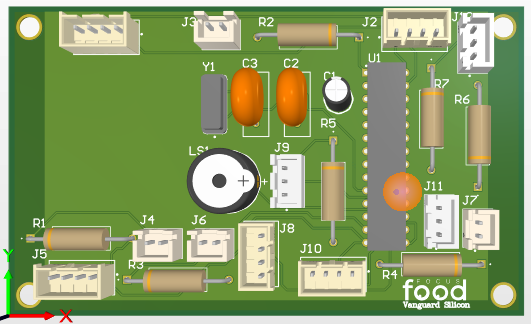 J3
R2
J2
U1
Y1
C3
C2
C1
R7
R6
R5
LS1
J9
+
+
J11
J7
R1
J4
J6
J8
J5
R3
J10
R4
FOCUS
food
Vanguard Silicon
Y
X